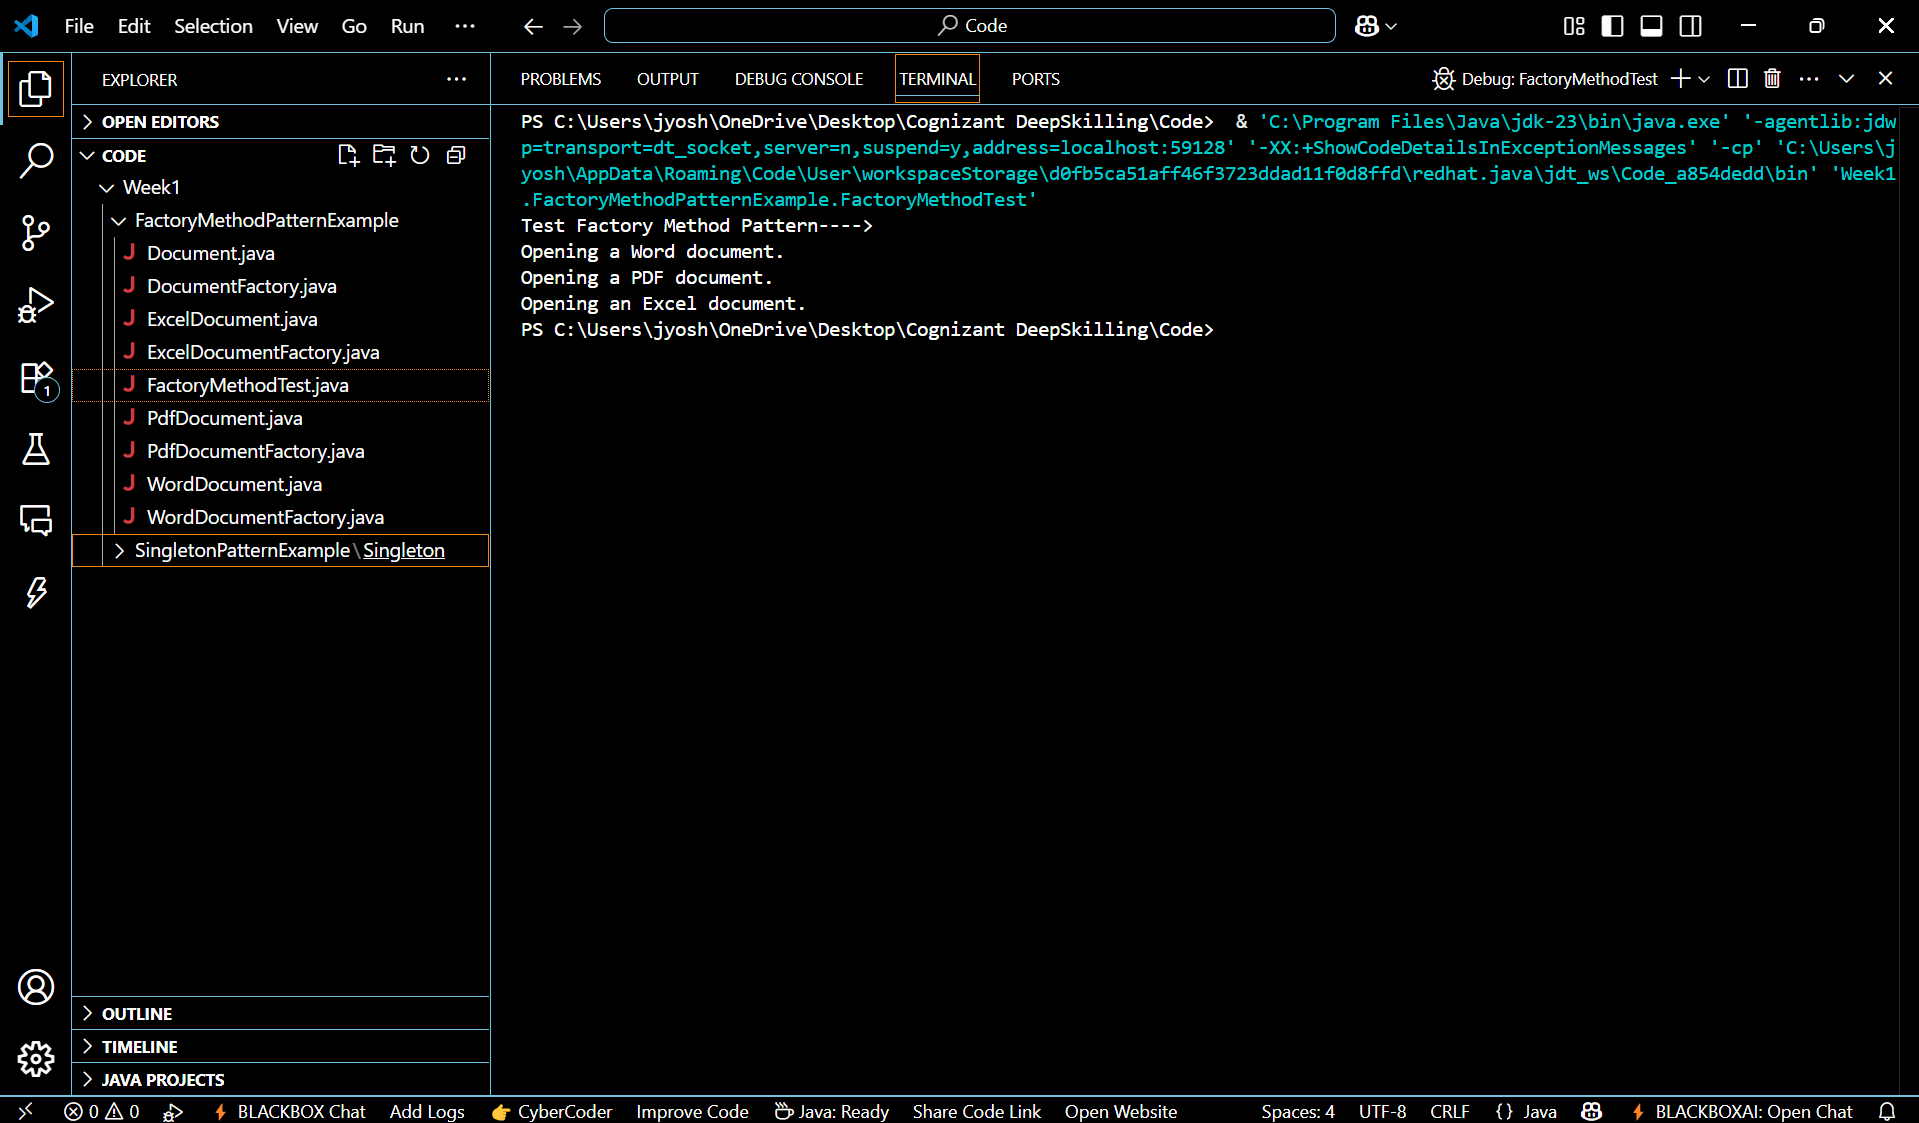 File Edit Selection View Go Run ···
Code
EXPLORER ···
OPEN EDITORS
CODE
Week1
FactoryMethodPatternExample
J Document.java
J DocumentFactory.java
J ExcelDocument.java
J ExcelDocumentFactory.java
J FactoryMethodTest.java
J PdfDocument.java
J PdfDocumentFactory.java
J WordDocument.java
J WordDocumentFactory.java
SingletonPatternExample\Singleton
1
OUTLINE
TIMELINE
JAVA PROJECTS
PROBLEMS OUTPUT DEBUG CONSOLE TERMINAL PORTS Debug: FactoryMethodTest
PS C:\Users\jyosh\OneDrive\Desktop\Cognizant DeepSkilling\Code>  & 'C:\Program Files\Java\jdk-23\bin\java.exe' '-agentlib:jdw
p=transport=dt_socket,server=n,suspend=y,address=localhost:59128' '-XX:+ShowCodeDetailsInExceptionMessages' '-cp' 'C:\Users\j
yosh\AppData\Roaming\Code\User\workspaceStorage\d0fb5ca51aff46f3723ddad11f0d8ffd\redhat.java\jdt_ws\Code_a854dedd\bin' 'Week1
.FactoryMethodPatternExample.FactoryMethodTest'
Test Factory Method Pattern---->
Opening a Word document.
Opening a PDF document.
Opening an Excel document.
PS C:\Users\jyosh\OneDrive\Desktop\Cognizant DeepSkilling\Code>
0 0 BLACKBOX Chat Add Logs 👉 CyberCoder Improve Code Java: Ready Share Code Link Open Website Spaces: 4 UTF-8 CRLF {} Java BLACKBOXAI: Open Chat